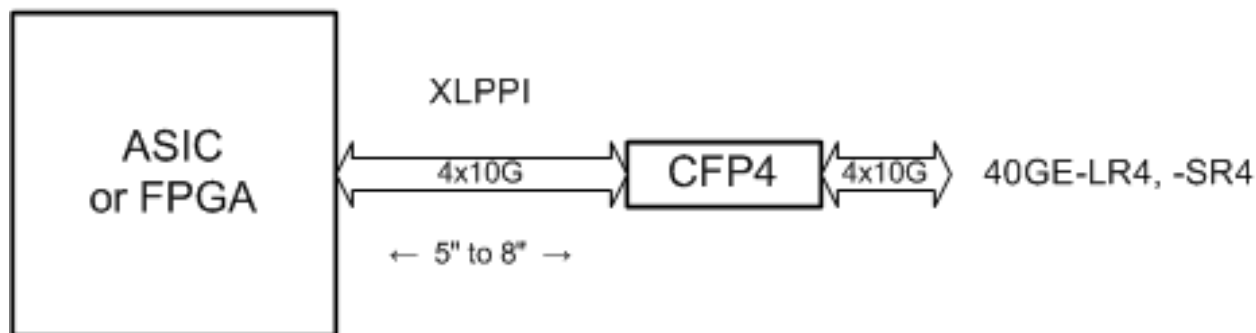 XLPPI
ASIC
or FPGA
4x10G
CFP4
4x10G
40GE-LR4, -SR4
← 5" to 8" →